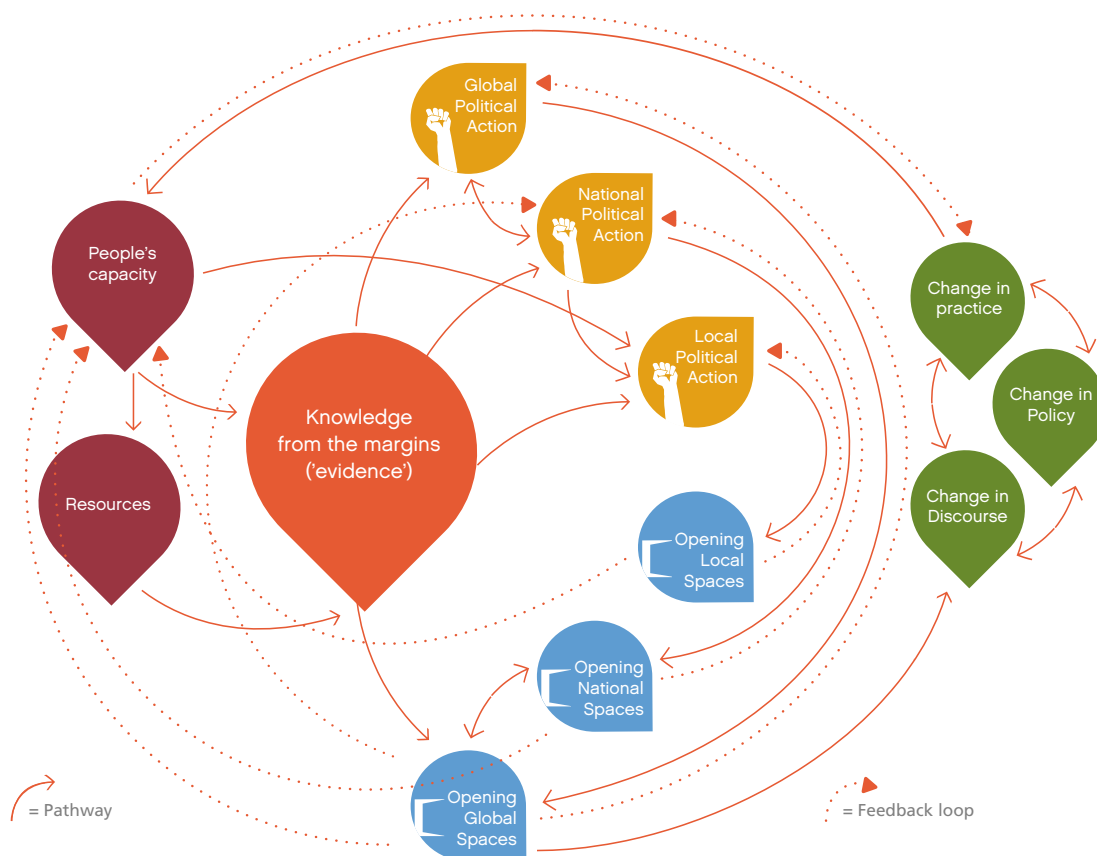 Global
Political
Action
National
Political
Action
People's
capacity
Change in
practice
Local
Political
Action
Change in
Policy
Knowledge
from the margins
('evidence')
Resources
Change in
Discourse
Opening
Local
Spaces
Opening
National
Spaces
Opening
Global
Spaces
= Pathway
= Feedback loop